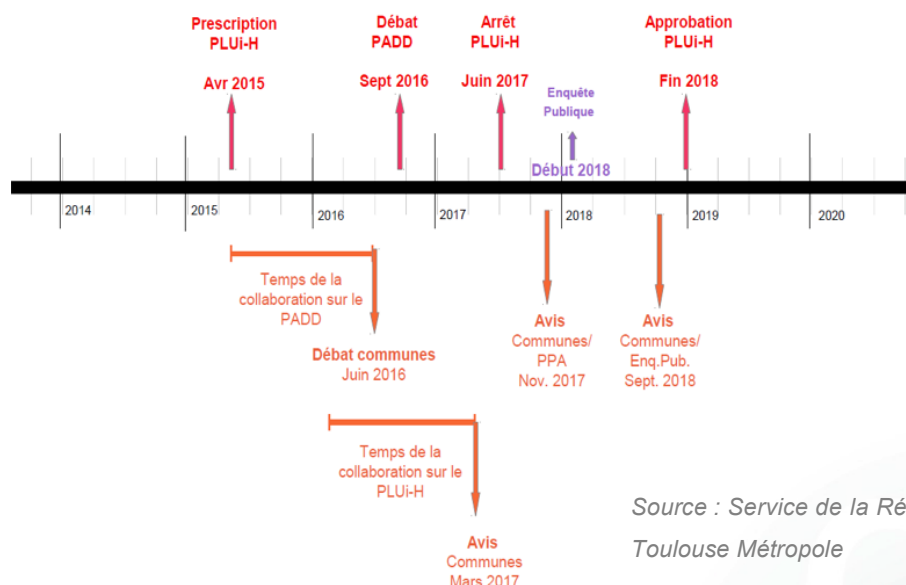 Prescription
PLUi-H
Avr 2015
Débat
PADD
Sept 2016
Arrêt
PLUi-H
Juin 2017
Enquête
Publique
Début 2018
Approbation
PLUi-H
Fin 2018
2014
2015
2016
2017
2018
2019
2020
Temps de la
collaboration sur le
PADD
Débat communes
Juin 2016
Avis
Communes/
PPA
Nov. 2017
Avis
Communes/
Enq.Pub.
Sept. 2018
Temps de la
collaboration sur le
PLUi-H
Avis
Communes
Mars 2017
Source : Service de la Ré
Toulouse Métropole